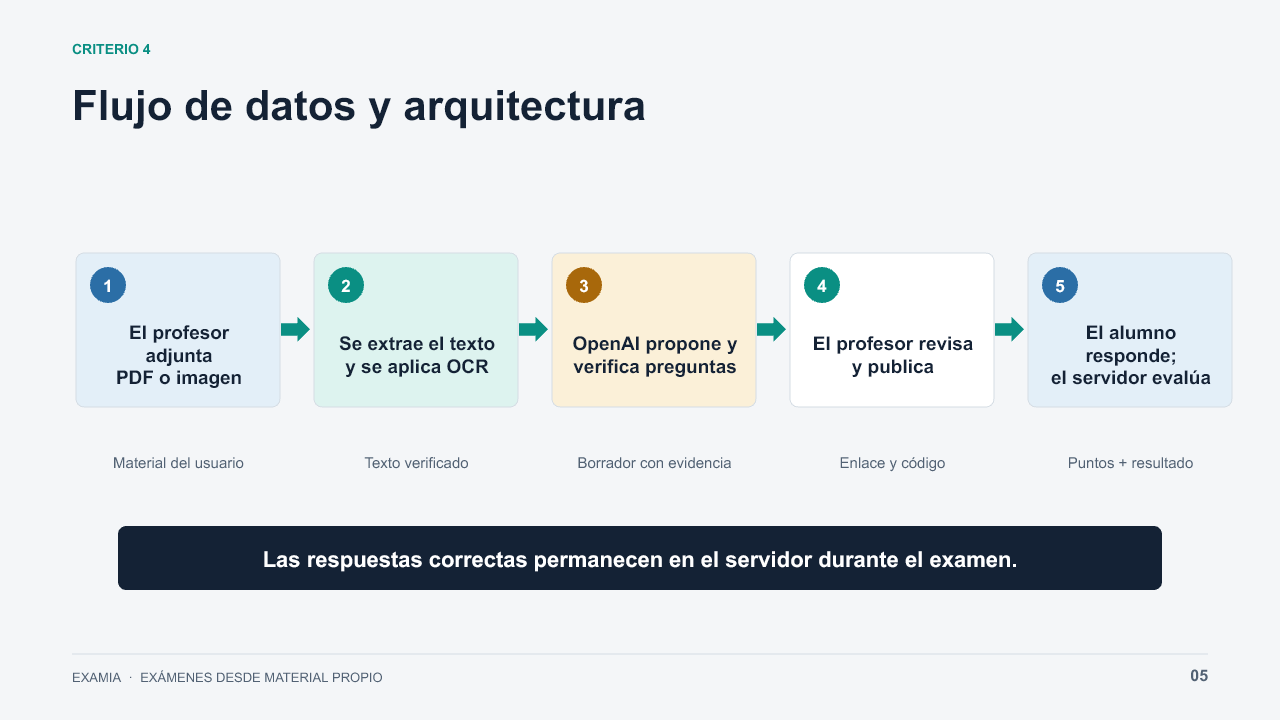 CRITERIO 4
Flujo de datos y arquitectura
1
El profesor
adjunta
PDF o imagen
2
Se extrae el texto
y se aplica OCR
3
OpenAI propone y
verifica preguntas
4
El profesor revisa
y publica
5
El alumno
responde;
el servidor evalúa
Material del usuario
Texto verificado
Borrador con evidencia
Enlace y código
Puntos + resultado
Las respuestas correctas permanecen en el servidor durante el examen.
EXAMIA · EXÁMENES DESDE MATERIAL PROPIO
05